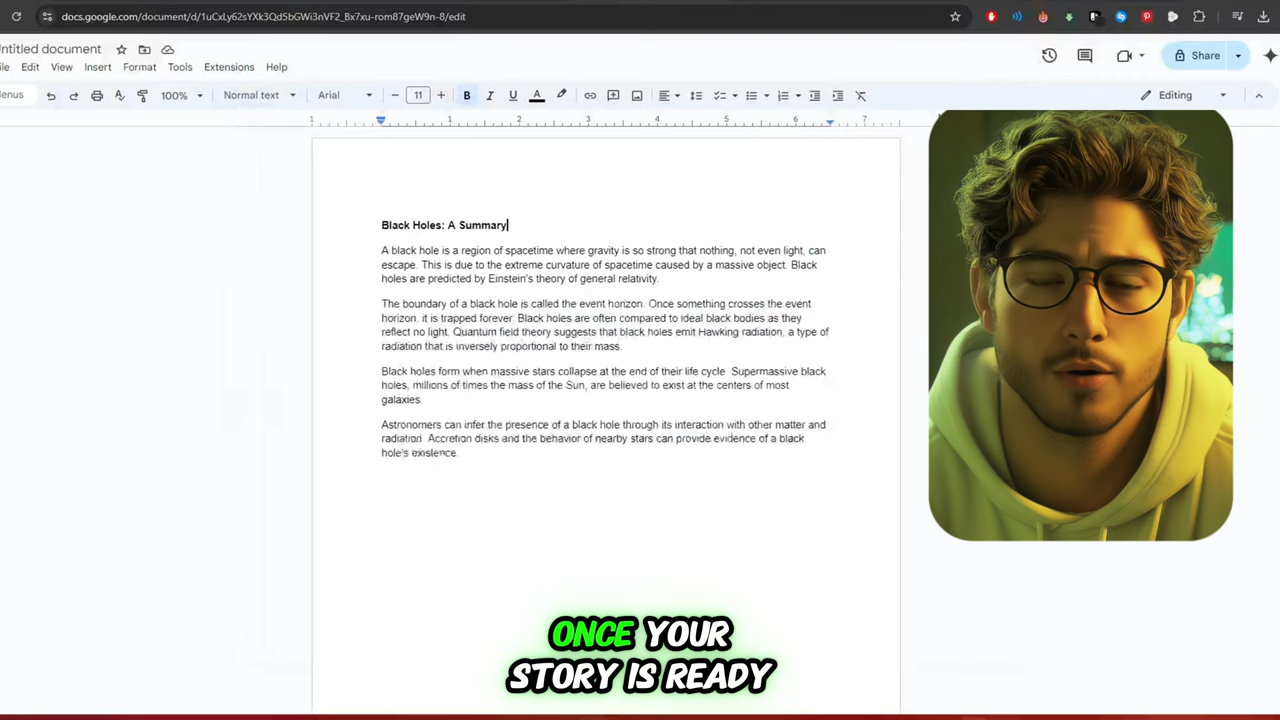 docs.google.com/document/d/1uCxLy62sYXk3Qd5bGWi3nVF2_8x7xu-rom87geW9n-8/edit
Untitled document
File Edit View Insert Format Tools Extensions Help
Share
Menus 100% Normal text Arial 11 B I U A Editing
1 1 2 3 4 5 6 7
Black Holes: A Summary
A black hole is a region of spacetime where gravity is so strong that nothing, not even light, can
escape. This is due to the extreme curvature of spacetime caused by a massive object. Black
holes are predicted by Einstein's theory of general relativity.
The boundary of a black hole is called the event horizon. Once something crosses the event
horizon, it is trapped forever. Black holes are often compared to ideal black bodies as they
reflect no light. Quantum field theory suggests that black holes emit Hawking radiation, a type of
radiation that is inversely proportional to their mass.
Black holes form when massive stars collapse at the end of their life cycle. Supermassive black
holes, millions of times the mass of the Sun, are believed to exist at the centers of most
galaxies.
Astronomers can infer the presence of a black hole through its interaction with other matter and
radiation. Accretion disks and the behavior of nearby stars can provide evidence of a black
hole's existence.
ONCE YOUR
STORY IS READY